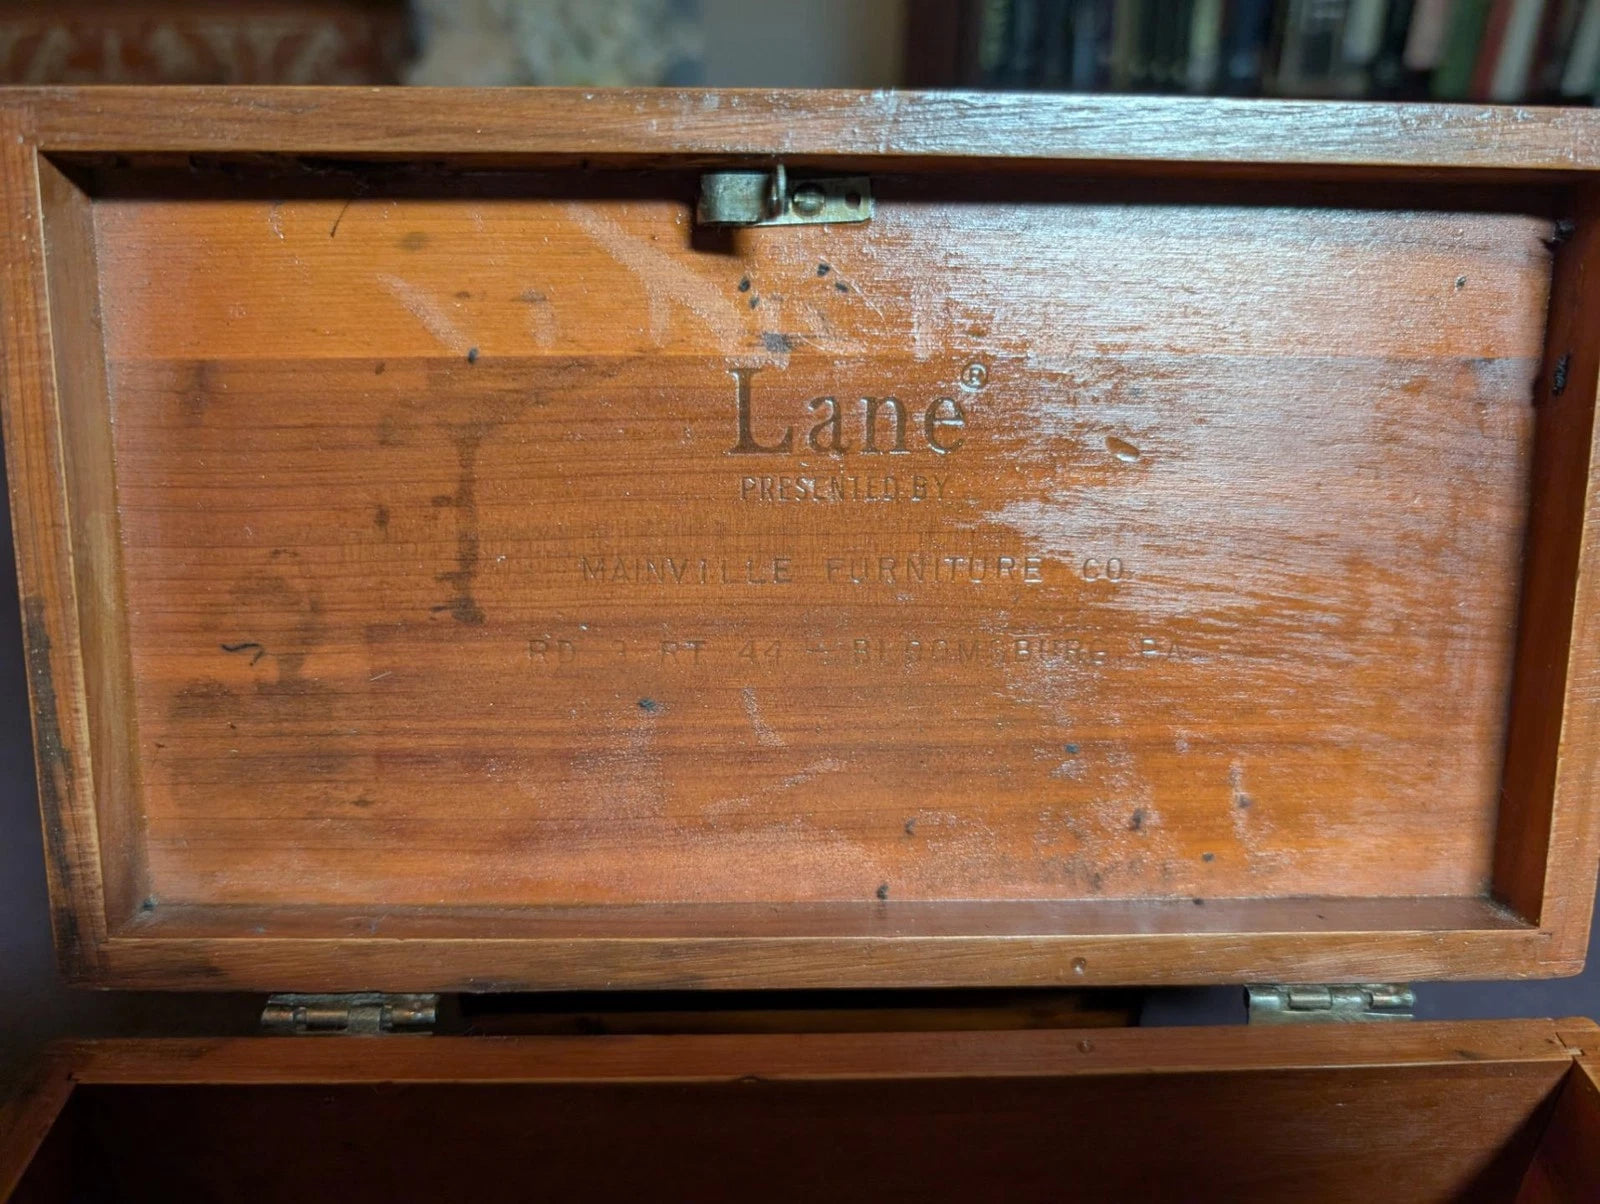 Lane®
PRESENTED BY
MAINVILLE FURNITURE CO
RD 3 RT 44 - BLOOMSBURG PA